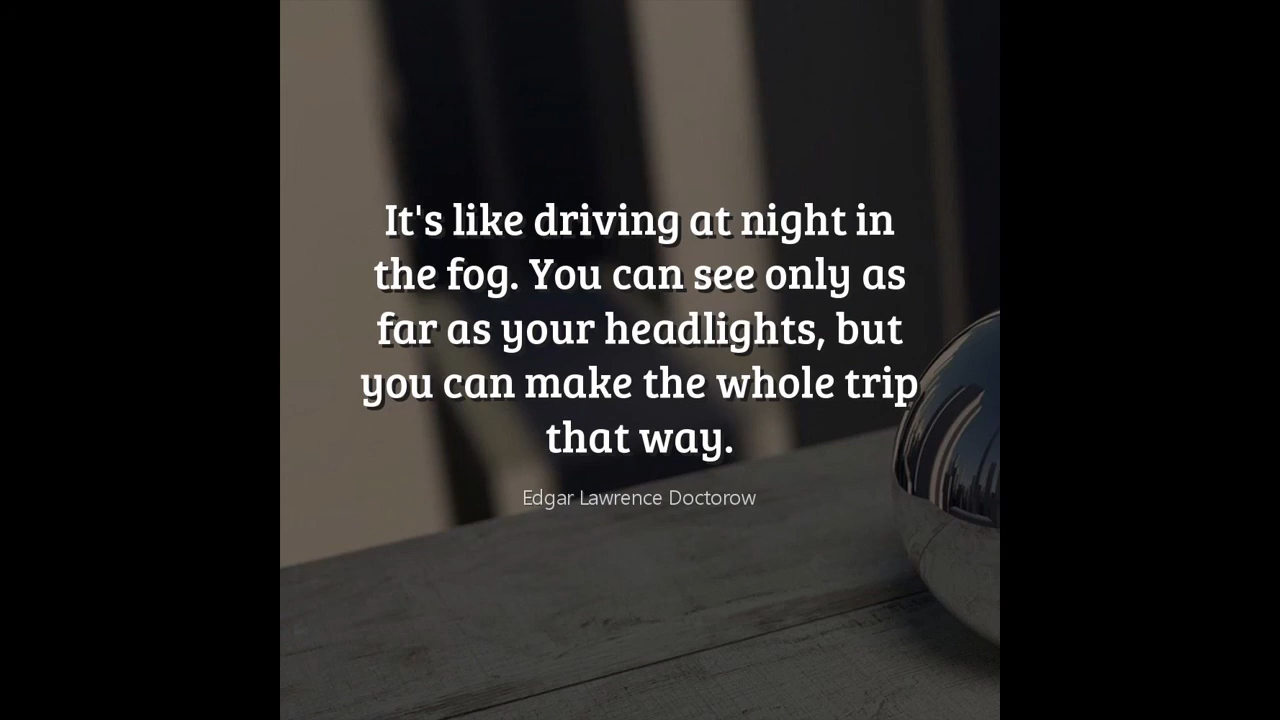 It's like driving at night in
the fog. You can see only as
far as your headlights, but
you can make the whole trip
that way.
Edgar Lawrence Doctorow